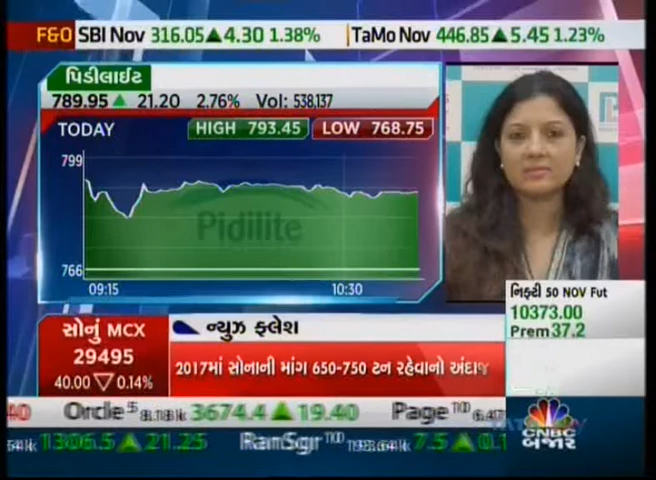 F&O SBI Nov 316.05▲4.30 1.38% TaMo Nov 446.85▲5.45 1.23%
પિડીલાઈટ
789.95 ▲ 21.20 2.76% Vol: 538,137
TODAY HIGH 793.45 LOW 768.75
799
Pidilite
766
09:15 10:30
નિફ્ટી 50 NOV Fut
10373.00
Prem 37.2
સોનું MCX
29495
40.00 ▽ 0.14%
ન્યુઝ ફ્લેશ
2017માં સોનાની માંગ 650-750 ટન રહેવાનો અંદાજ
Orcle 3674.4 ▲ 19.40 Page
1306.5 ▲ 21.25 RamSgr 7.5 ▲ 0.1
CNBC
બજાર